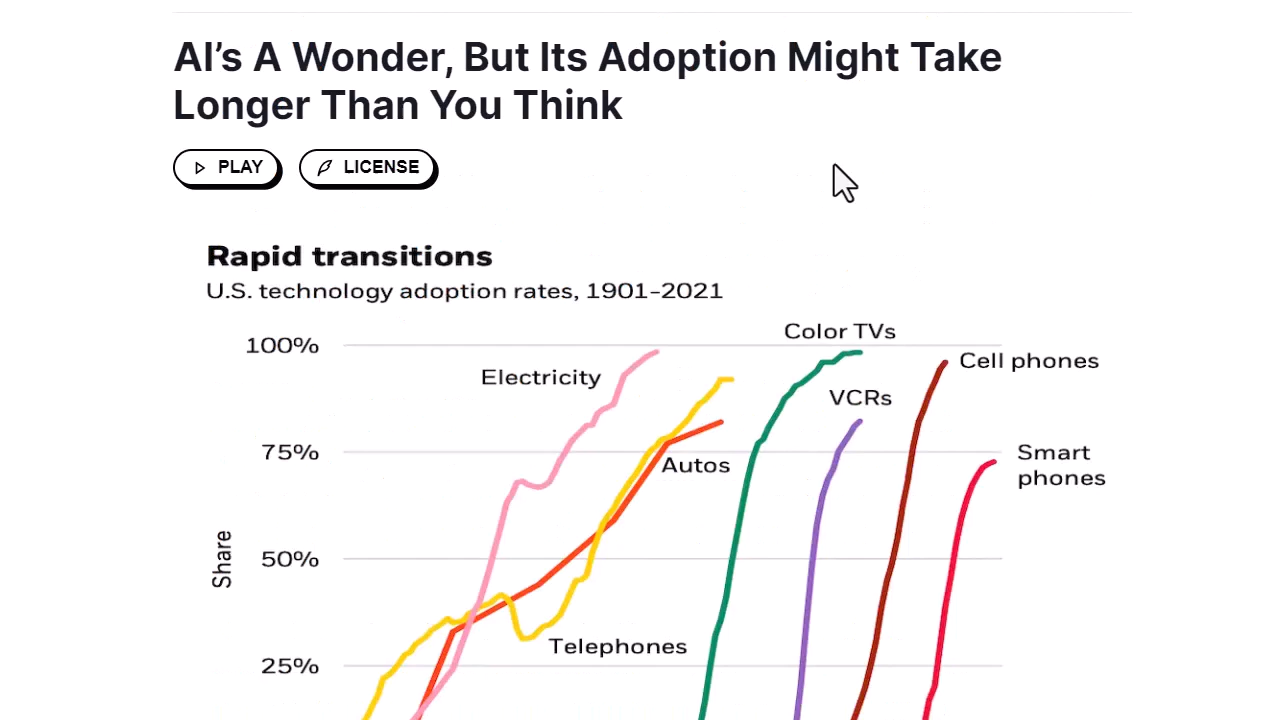 AI's A Wonder, But Its Adoption Might Take
Longer Than You Think
PLAY
LICENSE
Rapid transitions
U.S. technology adoption rates, 1901-2021
Color TVs
100%
Cell phones
Electricity
VCRs
75%
Autos
Smart
phones
Share
50%
Telephones
25%